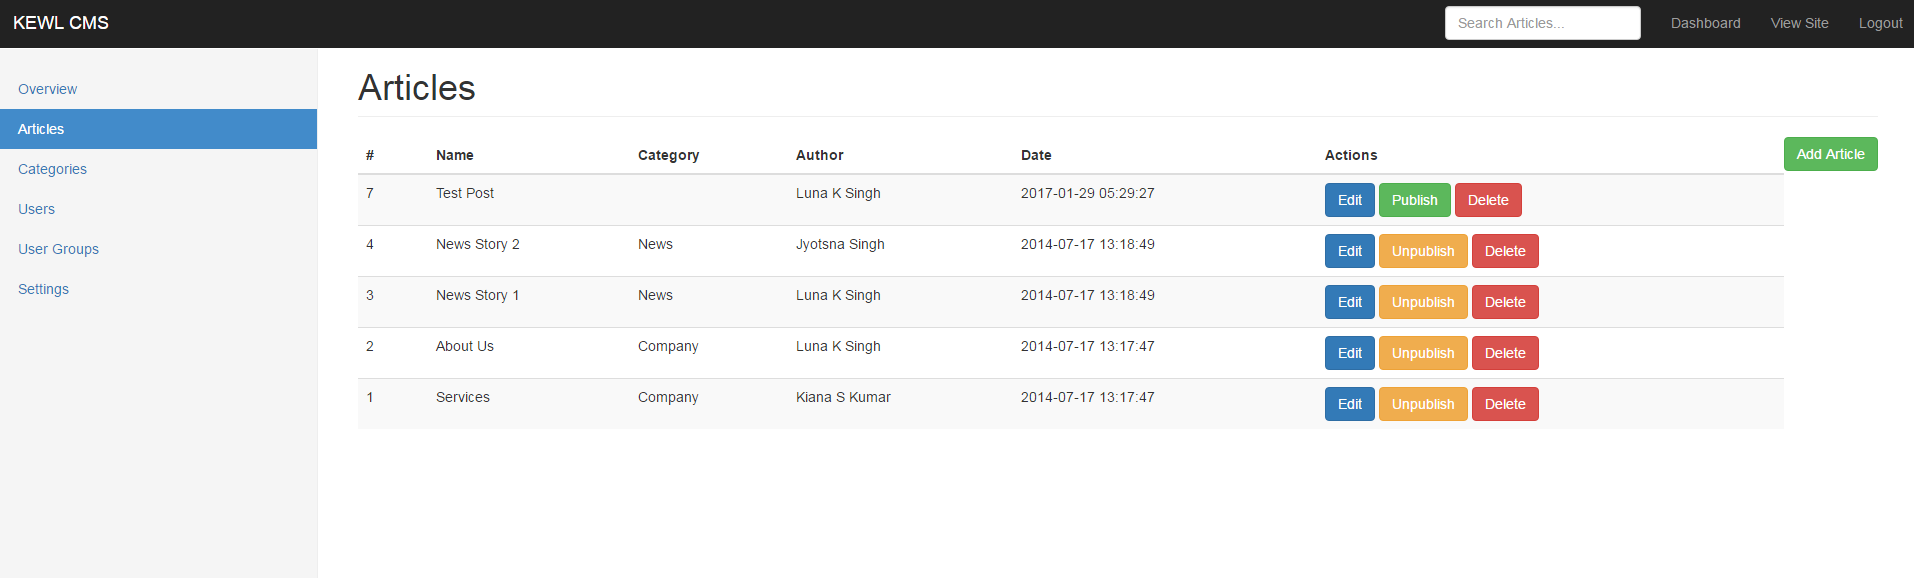 KEWL CMS Search Articles... Dashboard View Site Logout
Overview
Articles
Categories
Users
User Groups
Settings
Articles
# Name Category Author Date Actions Add Article
7 Test Post Luna K Singh 2017-01-29 05:29:27 Edit Publish Delete
4 News Story 2 News Jyotsna Singh 2014-07-17 13:18:49 Edit Unpublish Delete
3 News Story 1 News Luna K Singh 2014-07-17 13:18:49 Edit Unpublish Delete
2 About Us Company Luna K Singh 2014-07-17 13:17:47 Edit Unpublish Delete
1 Services Company Kiana S Kumar 2014-07-17 13:17:47 Edit Unpublish Delete